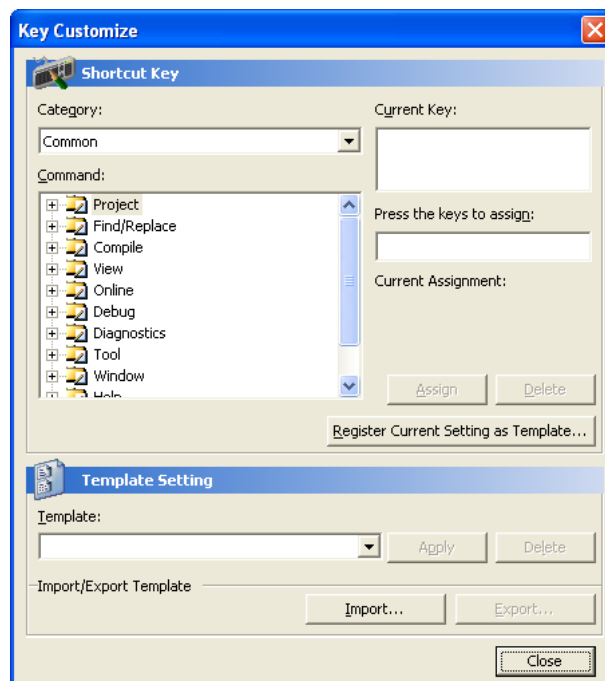 Key Customize
Shortcut Key
Category:
Common
Command:
Project
Find/Replace
Compile
View
Online
Debug
Diagnostics
Tool
Window
Help
Current Key:
Press the keys to assign:
Current Assignment:
Assign
Delete
Register Current Setting as Template...
Template Setting
Template:
Apply
Delete
Import/Export Template
Import...
Export...
Close